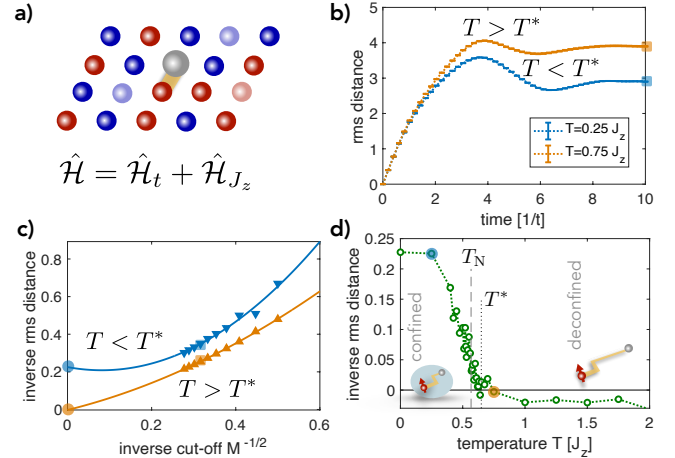 a)
Ĥ = Ĥ_t + Ĥ_{J_z}
b)
rms distance
5
4
3
2
1
0
T > T*
T < T*
T=0.25 J_z
T=0.75 J_z
0 2 4 6 8 10
time [1/t]
c)
inverse rms distance
0.8
0.6
0.4
0.2
0
T < T*
T > T*
0 0.2 0.4 0.6
inverse cut-off M^{-1/2}
d)
inverse rms distance
0.25
0.2
0.15
0.1
0.05
0
T_N
T*
confined
deconfined
0 0.5 1 1.5 2
temperature T [J_z]